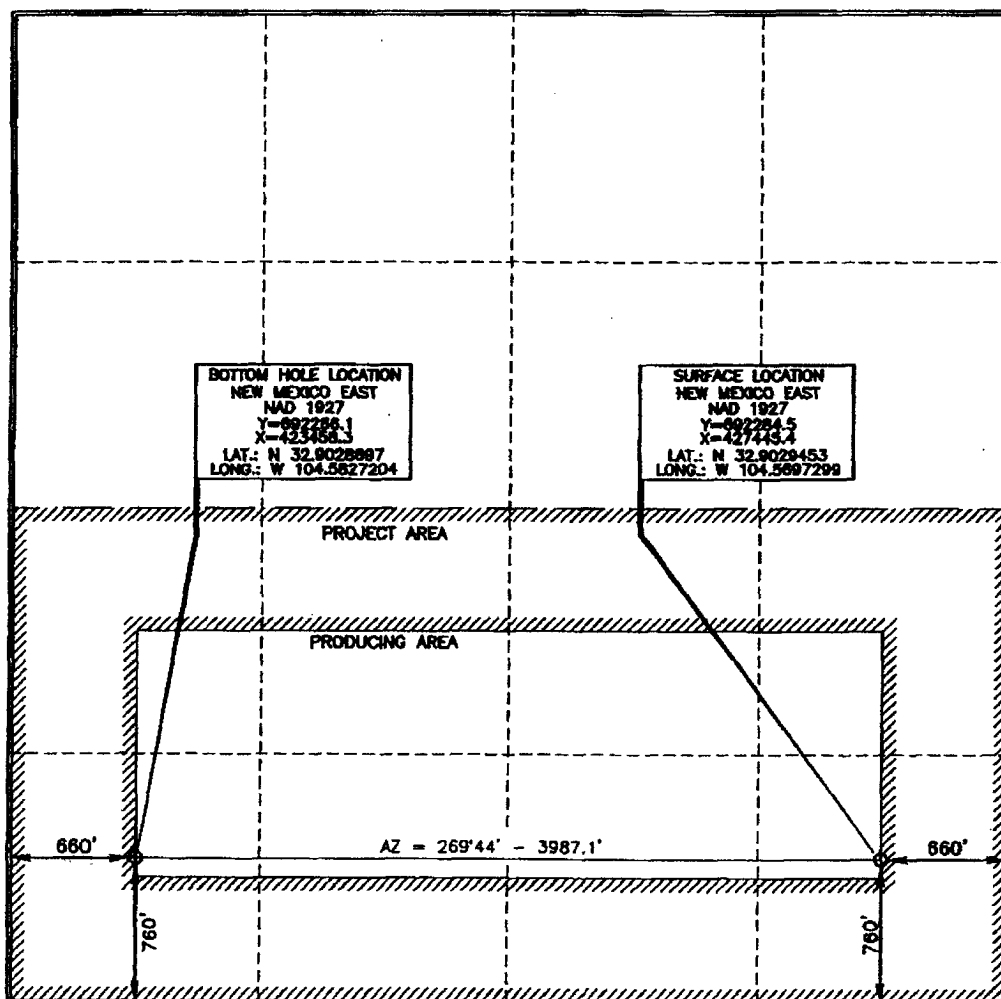 BOTTOM HOLE LOCATION
NEW MEXICO EAST
NAD 1927
Y=692266.1
X=423458.3
LAT.: N 32.9028697
LONG.: W 104.5827204
SURFACE LOCATION
NEW MEXICO EAST
NAD 1927
Y=692284.5
X=427445.4
LAT.: N 32.9029453
LONG.: W 104.5697299
PROJECT AREA
PRODUCING AREA
660'
AZ = 269°44' - 3987.1'
660'
760'
760'